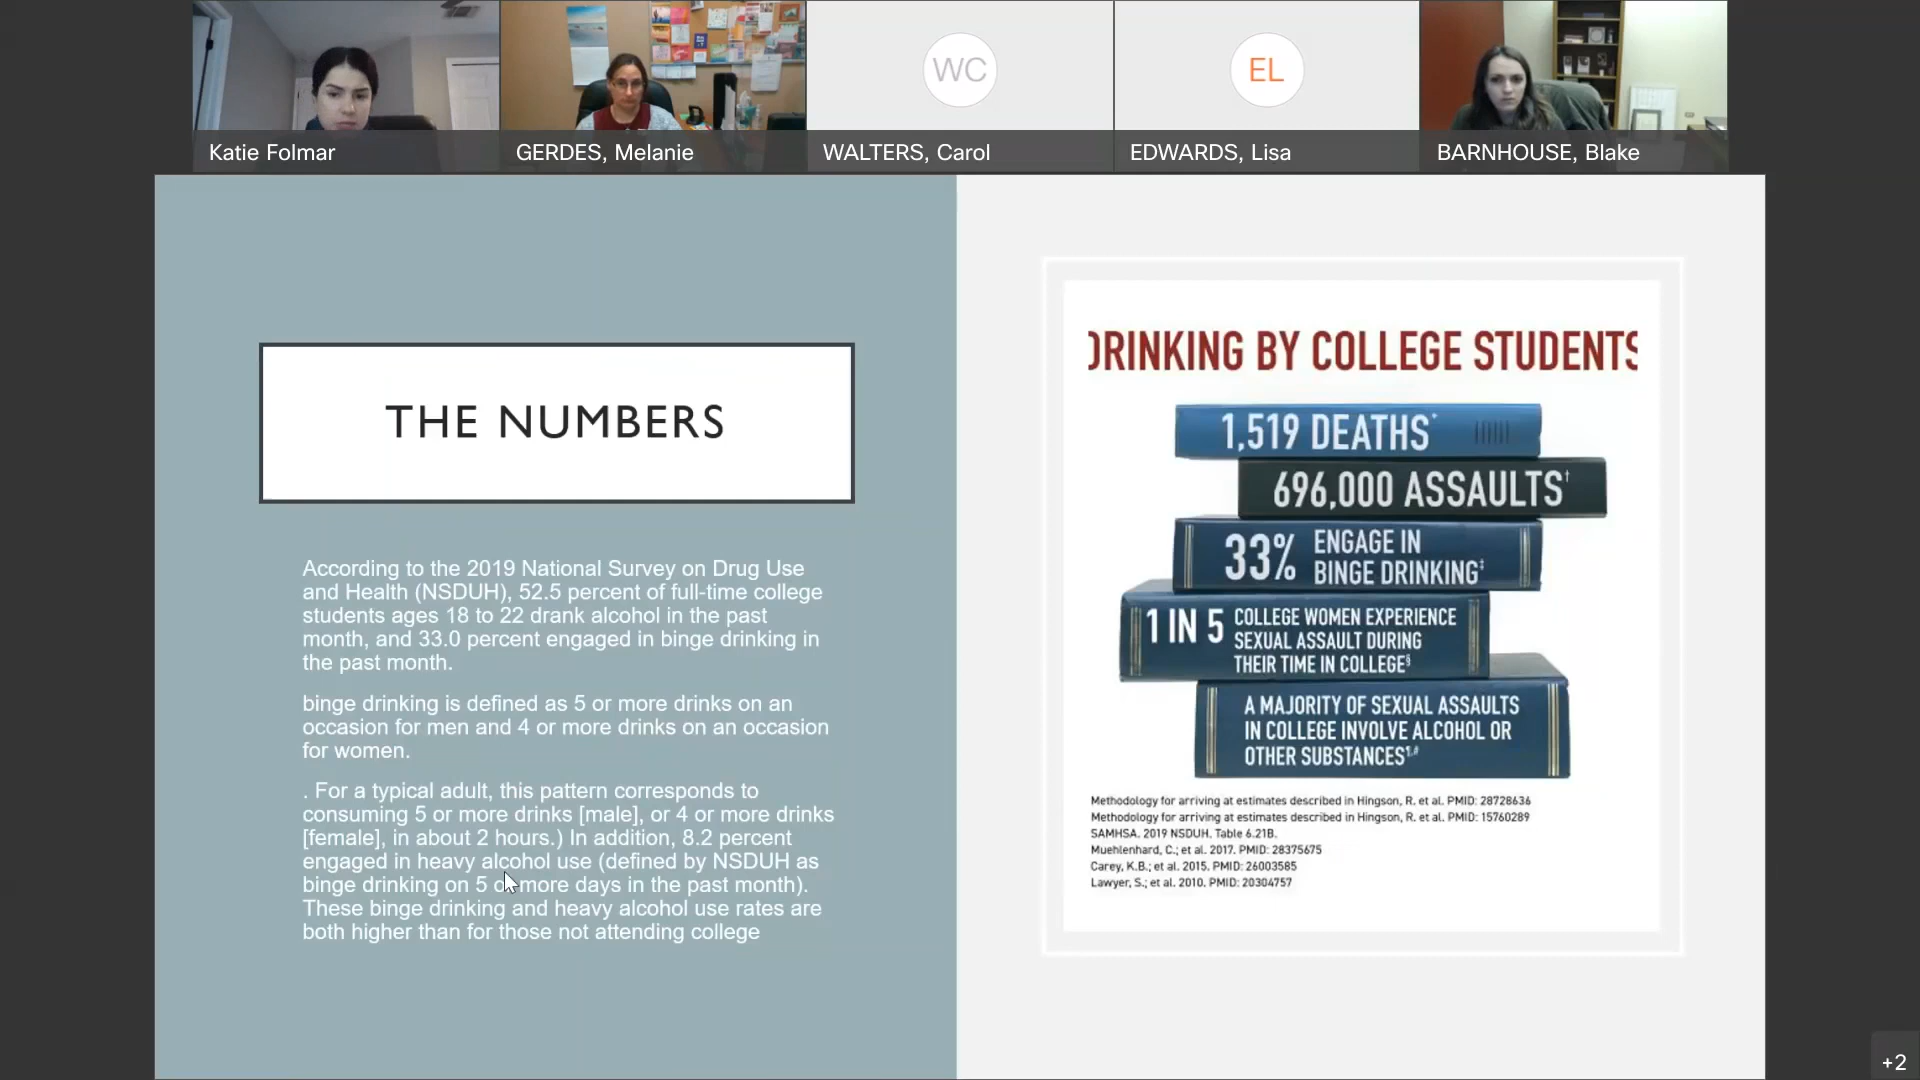 WC
EL
Katie Folmar
GERDES, Melanie
WALTERS, Carol
EDWARDS, Lisa
BARNHOUSE, Blake
THE NUMBERS
According to the 2019 National Survey on Drug Use
and Health (NSDUH), 52.5 percent of full-time college
students ages 18 to 22 drank alcohol in the past
month, and 33.0 percent engaged in binge drinking in
the past month.
binge drinking is defined as 5 or more drinks on an
occasion for men and 4 or more drinks on an occasion
for women.
. For a typical adult, this pattern corresponds to
consuming 5 or more drinks [male], or 4 or more drinks
[female], in about 2 hours.) In addition, 8.2 percent
engaged in heavy alcohol use (defined by NSDUH as
binge drinking on 5 or more days in the past month).
These binge drinking and heavy alcohol use rates are
both higher than for those not attending college
DRINKING BY COLLEGE STUDENTS
1,519 DEATHS*
696,000 ASSAULTS†
33% ENGAGE IN
BINGE DRINKING‡
1 IN 5 COLLEGE WOMEN EXPERIENCE
SEXUAL ASSAULT DURING
THEIR TIME IN COLLEGE§
A MAJORITY OF SEXUAL ASSAULTS
IN COLLEGE INVOLVE ALCOHOL OR
OTHER SUBSTANCES¶,#
Methodology for arriving at estimates described in Hingson, R. et al. PMID: 28728636
Methodology for arriving at estimates described in Hingson, R. et al. PMID: 15760289
SAMHSA. 2019 NSDUH. Table 6.21B.
Muehlenhard, C.; et al. 2017. PMID: 28375675
Carey, K.B.; et al. 2015. PMID: 26003585
Lawyer, S.; et al. 2010. PMID: 20304757
+2